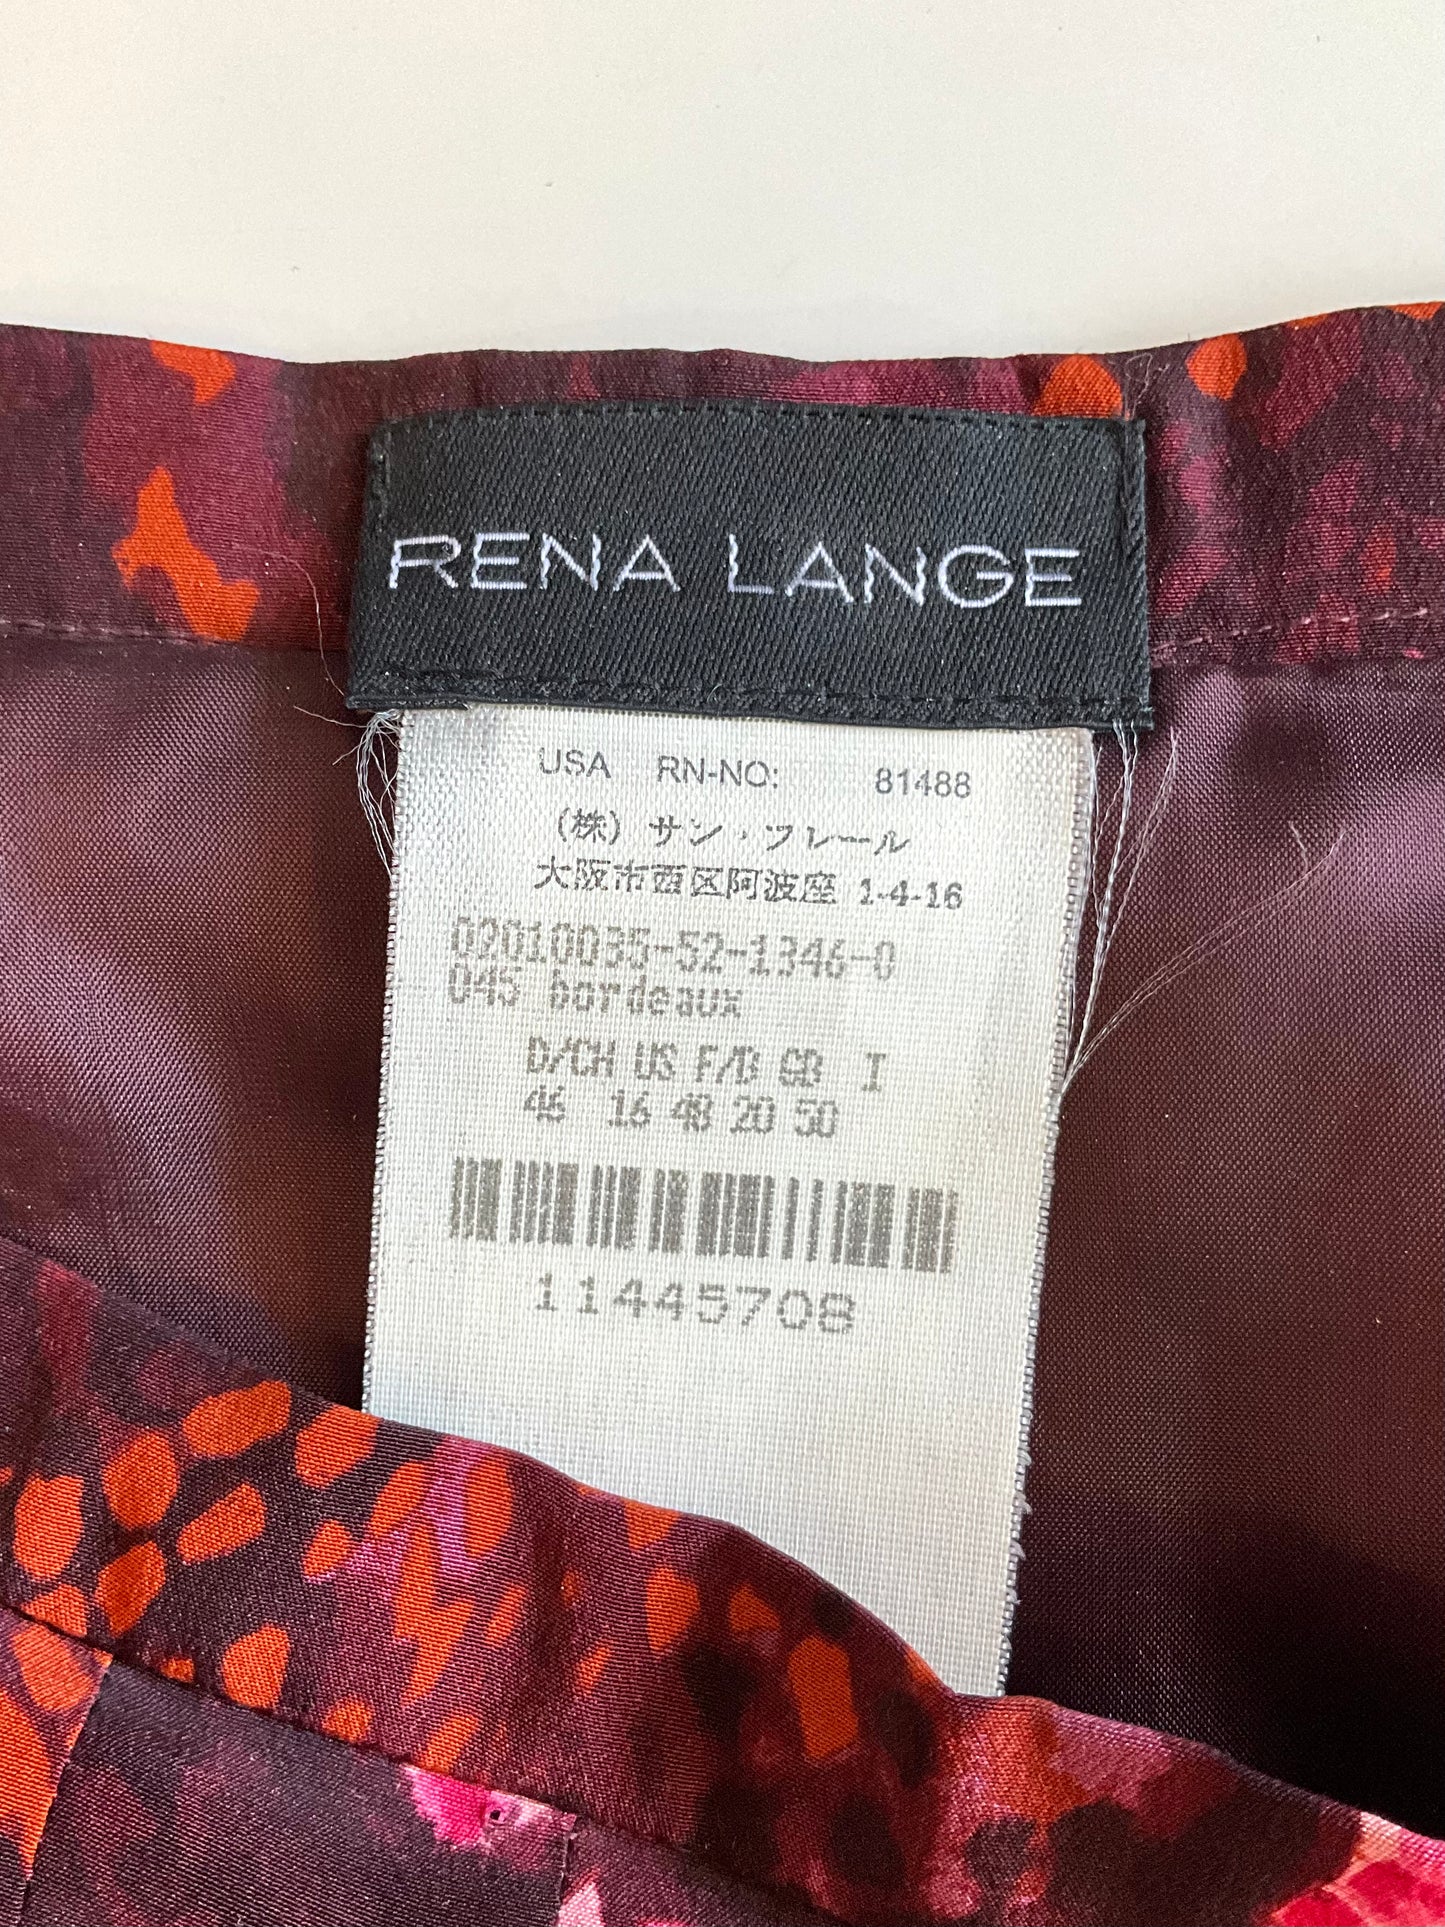 RENA LANGE
USA RN-NO: 81488
(株) サン・フレール
大阪市西区阿波座 1-4-16
02010035-52-1346-0
045 bordeaux
D/CH US F/B GB I
46 16 48 20 50
11445708